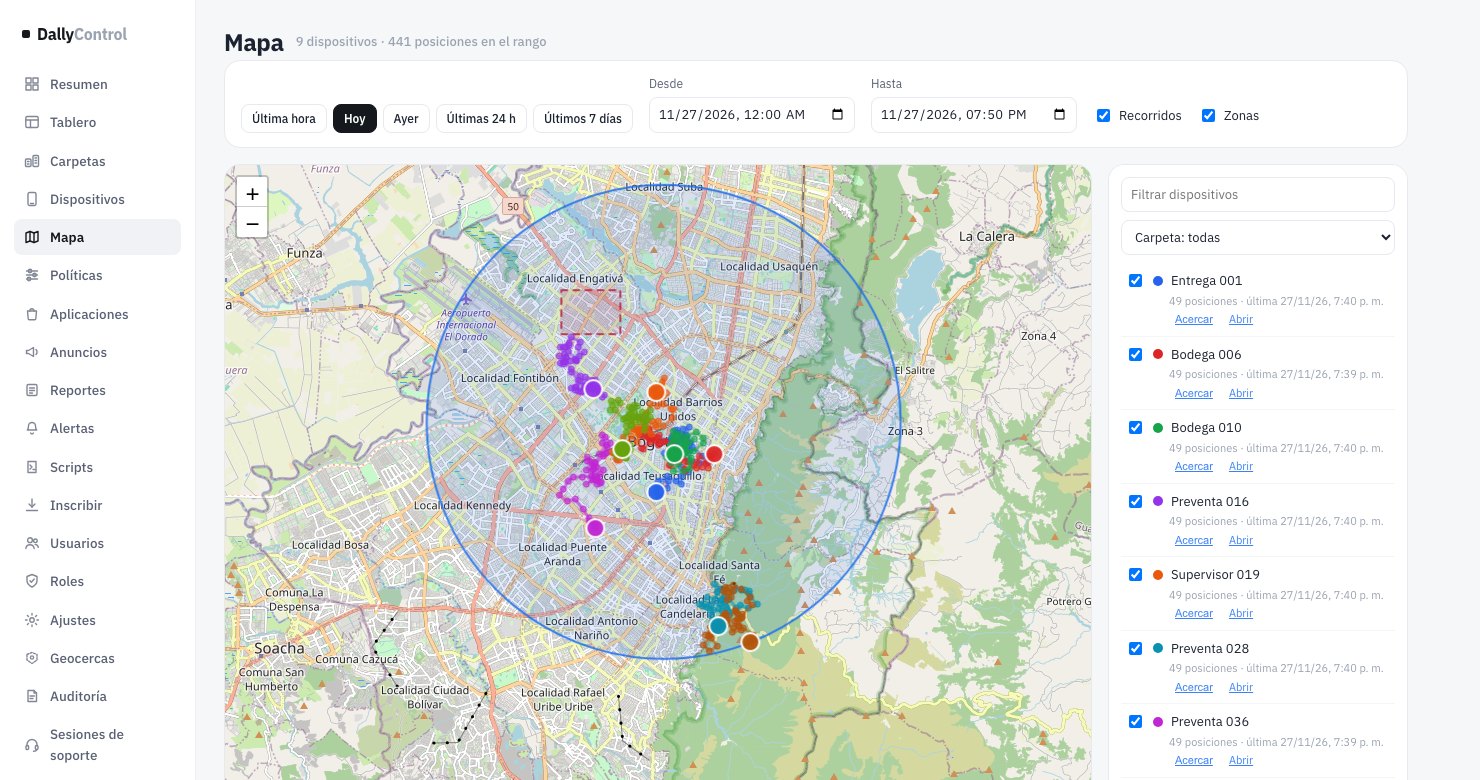 DallyControl
Resumen
Tablero
Carpetas
Dispositivos
Mapa
Políticas
Aplicaciones
Anuncios
Reportes
Alertas
Scripts
Inscribir
Usuarios
Roles
Ajustes
Geocercas
Auditoría
Sesiones de
soporte
Mapa 9 dispositivos · 441 posiciones en el rango
Última hora Hoy Ayer Últimas 24 h Últimos 7 días
Desde
11/27/2026, 12:00 AM
Hasta
11/27/2026, 07:50 PM
Recorridos Zonas
+
−
Funza
50
Localidad Suba
Funza
La Calera
Localidad Engativá
Localidad Usaquén
Aeropuerto
Internacional
El Dorado
Zona 4
Localidad Fontibón
El Salitre
Localidad Barrios
Unidos
Zona 3
Localidad Kennedy
Localidad Bosa
Localidad Puente
Aranda
Localidad Santa
Fé
Comuna La
Despensa
Candelaria
Potrero G
Localidad Antonio
Nariño
Soacha
Comuna Cazucá
Comuna San
Humberto
Localidad Ciudad
Bolívar
Localidad Rafael
Uribe Uribe
Filtrar dispositivos
Carpeta: todas
Entrega 001
49 posiciones · última 27/11/26, 7:40 p. m.
Acercar Abrir
Bodega 006
49 posiciones · última 27/11/26, 7:39 p. m.
Acercar Abrir
Bodega 010
49 posiciones · última 27/11/26, 7:40 p. m.
Acercar Abrir
Preventa 016
49 posiciones · última 27/11/26, 7:40 p. m.
Acercar Abrir
Supervisor 019
49 posiciones · última 27/11/26, 7:40 p. m.
Acercar Abrir
Preventa 028
49 posiciones · última 27/11/26, 7:40 p. m.
Acercar Abrir
Preventa 036
49 posiciones · última 27/11/26, 7:39 p. m.
Acercar Abrir